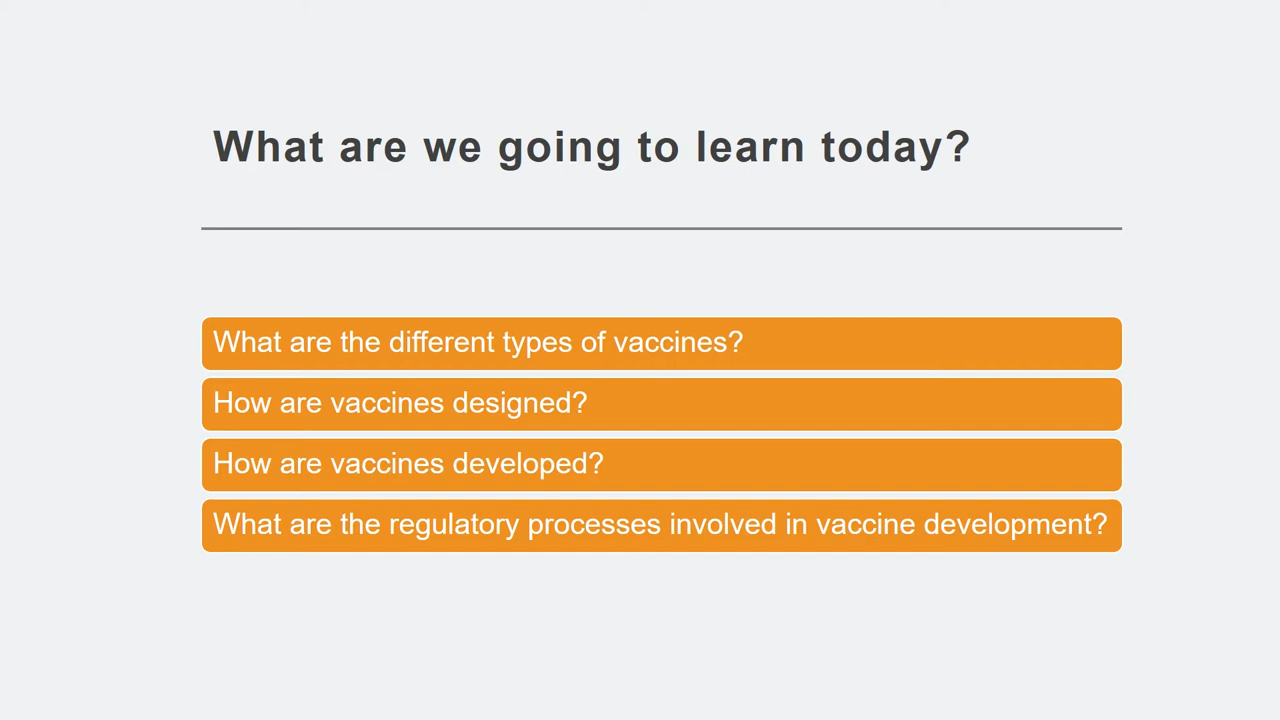 What are we going to learn today?
What are the different types of vaccines?
How are vaccines designed?
How are vaccines developed?
What are the regulatory processes involved in vaccine development?